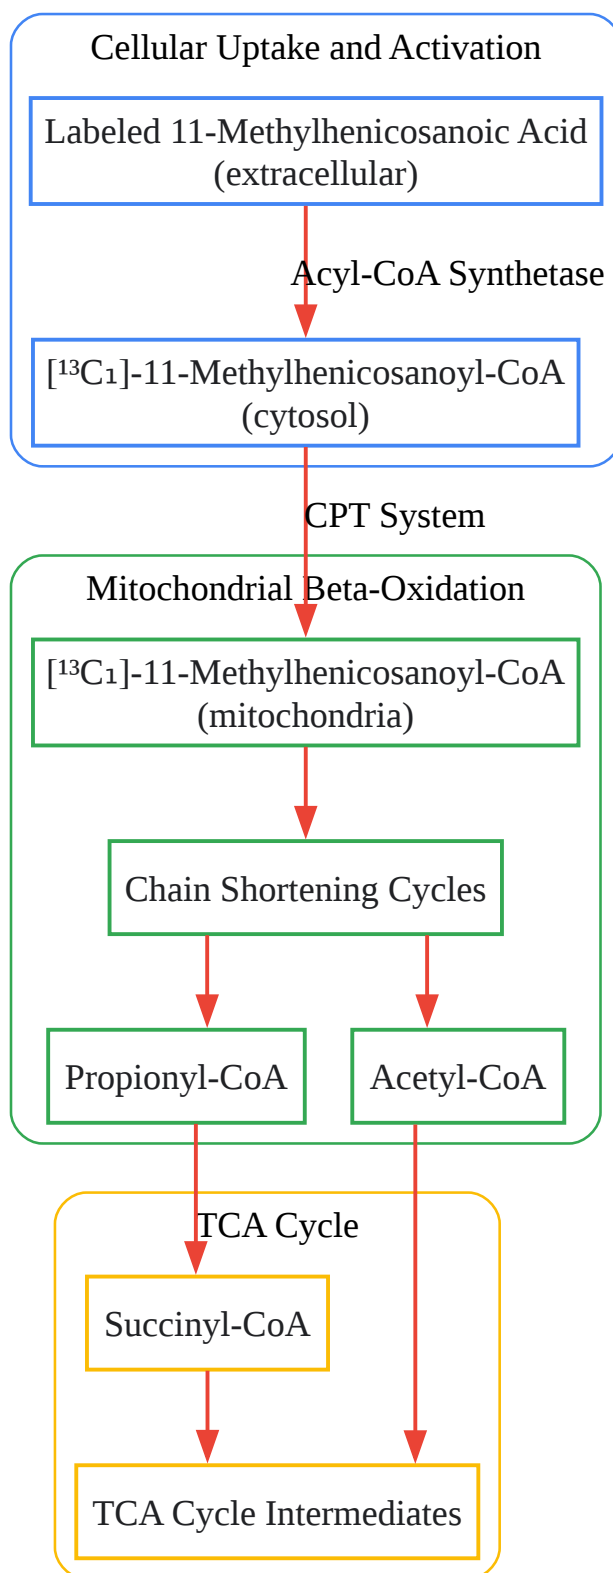 Cellular Uptake and Activation
Labeled 11-Methylhenicosanoic Acid
(extracellular)
Acyl-CoA Synthetase
[¹³C₁]-11-Methylhenicosanoyl-CoA
(cytosol)
CPT System
Mitochondrial Beta-Oxidation
[¹³C₁]-11-Methylhenicosanoyl-CoA
(mitochondria)
Chain Shortening Cycles
Propionyl-CoA
Acetyl-CoA
TCA Cycle
Succinyl-CoA
TCA Cycle Intermediates